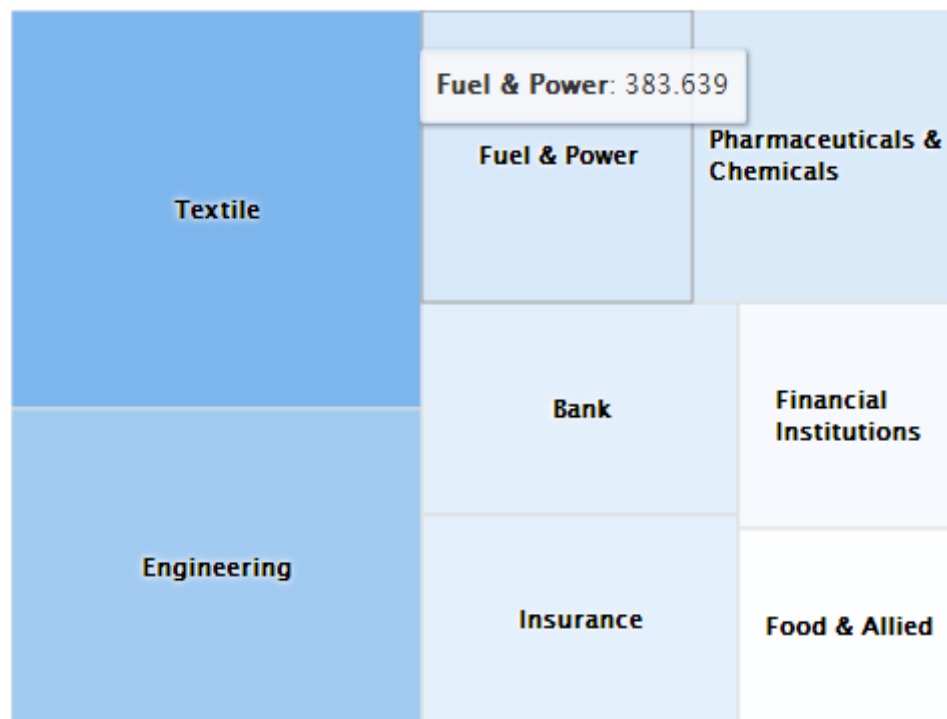 Fuel & Power: 383.639
Fuel & Power
Pharmaceuticals &
Chemicals
Textile
Bank
Financial
Institutions
Engineering
Insurance
Food & Allied